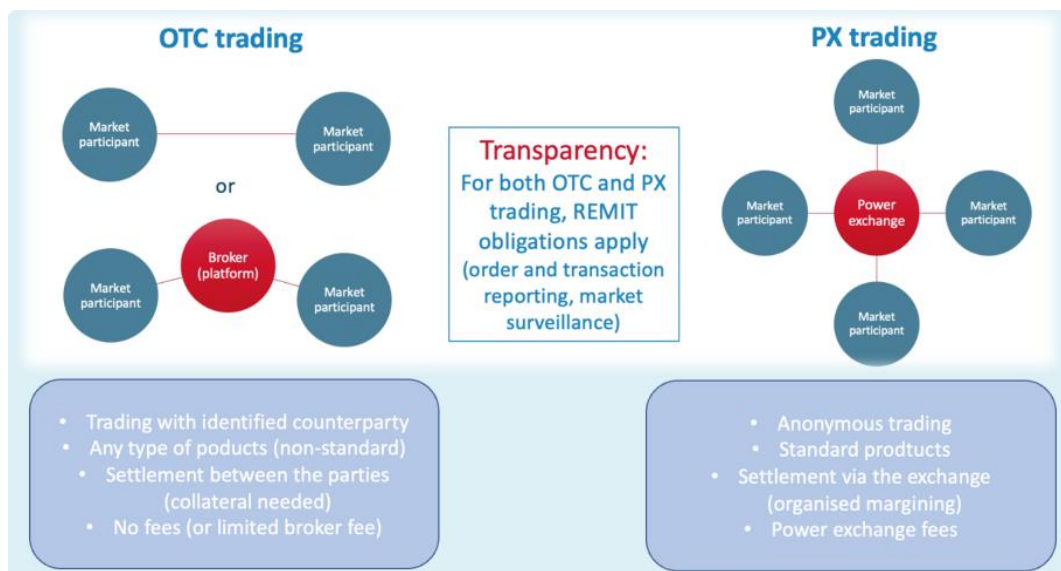 OTC trading
Market
participant
Market
participant
or
Market
participant
Broker
(platform)
Market
participant
Transparency:
For both OTC and PX
trading, REMIT
obligations apply
(order and transaction
reporting, market
surveillance)
PX trading
Market
participant
Market
participant
Power
exchange
Market
participant
Market
participant
• Trading with identified counterparty
• Any type of poducts (non-standard)
• Settlement between the parties
(collateral needed)
• No fees (or limited broker fee)
• Anonymous trading
• Standard prodtucts
• Settlement via the exchange
(organised margining)
• Power exchange fees